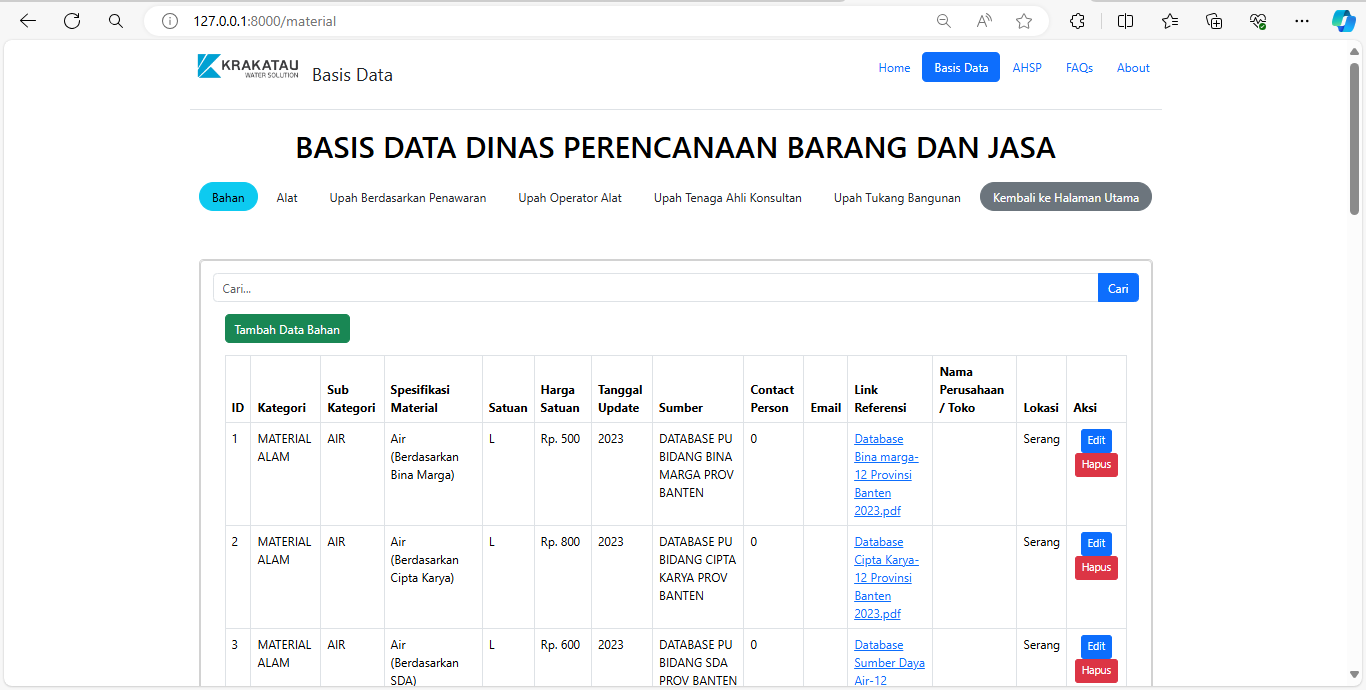 127.0.0.1:8000/material
KRAKATAU
WATER SOLUTION
Basis Data
Home
Basis Data
AHSP
FAQs
About
BASIS DATA DINAS PERENCANAAN BARANG DAN JASA
Bahan
Alat
Upah Berdasarkan Penawaran
Upah Operator Alat
Upah Tenaga Ahli Konsultan
Upah Tukang Bangunan
Kembali ke Halaman Utama
Cari...
Cari
Tambah Data Bahan
ID
Kategori
Sub
Kategori
Spesifikasi
Material
Satuan
Harga
Satuan
Tanggal
Update
Sumber
Contact
Person
Email
Link
Referensi
Nama
Perusahaan
/ Toko
Lokasi
Aksi
1
MATERIAL
ALAM
AIR
Air
(Berdasarkan
Bina Marga)
L
Rp. 500
2023
DATABASE PU
BIDANG BINA
MARGA PROV
BANTEN
0
Database
Bina marga-
12 Provinsi
Banten
2023.pdf
Serang
Edit
Hapus
2
MATERIAL
ALAM
AIR
Air
(Berdasarkan
Cipta Karya)
L
Rp. 800
2023
DATABASE PU
BIDANG CIPTA
KARYA PROV
BANTEN
0
Database
Cipta Karya-
12 Provinsi
Banten
2023.pdf
Serang
Edit
Hapus
3
MATERIAL
ALAM
AIR
Air
(Berdasarkan
SDA)
L
Rp. 600
2023
DATABASE PU
BIDANG SDA
PROV BANTEN
0
Database
Sumber Daya
Air-12
Serang
Edit
Hapus